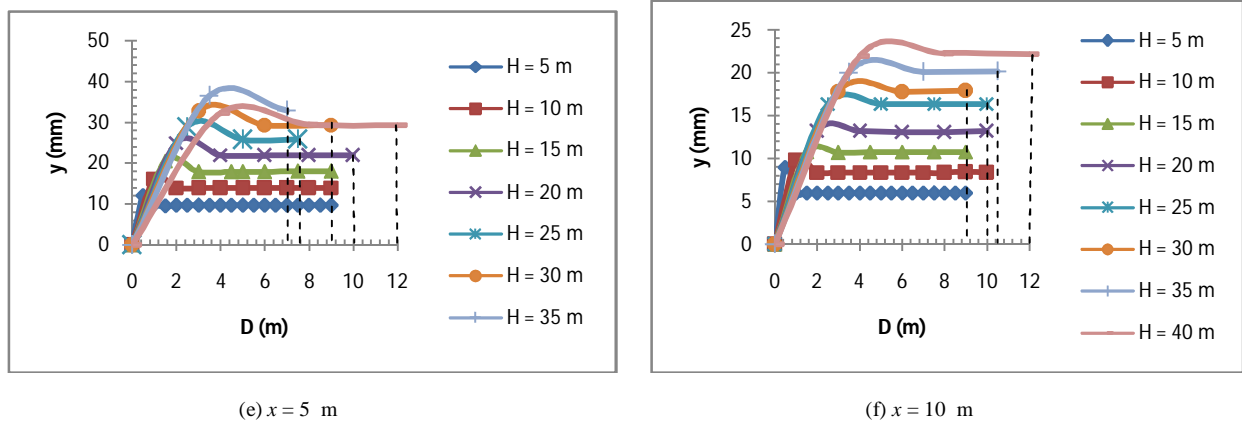 y (mm)
50
40
30
20
10
0
0 2 4 6 8 10 12
D (m)
H = 5 m
H = 10 m
H = 15 m
H = 20 m
H = 25 m
H = 30 m
H = 35 m
(e) x = 5 m
y (mm)
25
20
15
10
5
0
0 2 4 6 8 10 12
D (m)
H = 5 m
H = 10 m
H = 15 m
H = 20 m
H = 25 m
H = 30 m
H = 35 m
H = 40 m
(f) x = 10 m